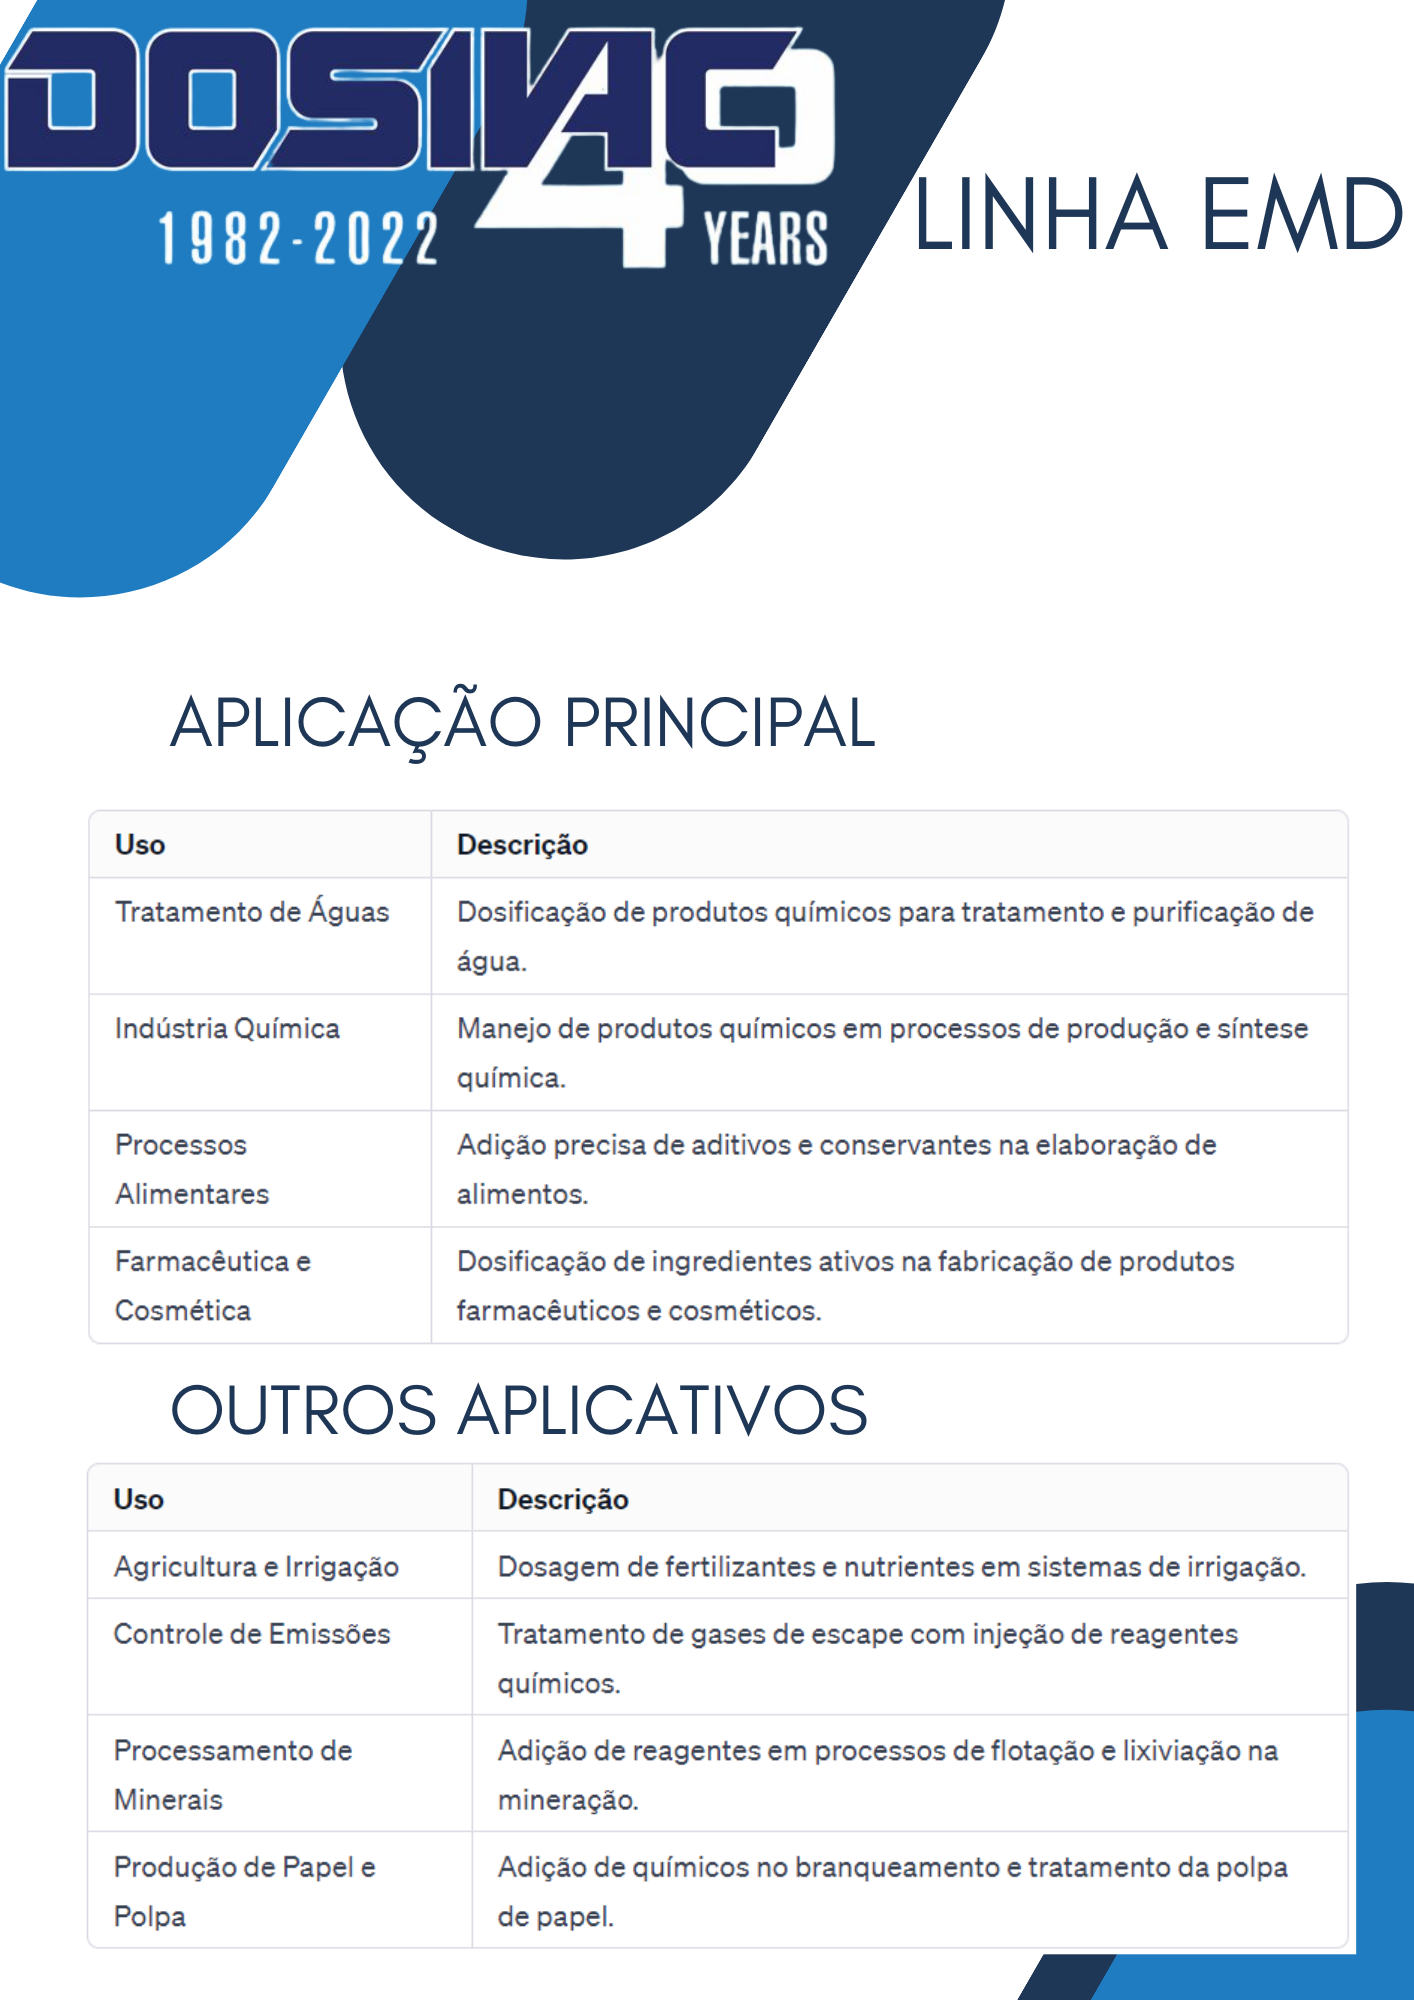 DOSIVAC
40
1982-2022
YEARS
LINHA EMD
APLICAÇÃO PRINCIPAL
Uso
Descrição
Tratamento de Águas
Dosificação de produtos químicos para tratamento e purificação de
água.
Indústria Química
Manejo de produtos químicos em processos de produção e síntese
química.
Processos
Alimentares
Adição precisa de aditivos e conservantes na elaboração de
alimentos.
Farmacêutica e
Cosmética
Dosificação de ingredientes ativos na fabricação de produtos
farmacêuticos e cosméticos.
OUTROS APLICATIVOS
Uso
Descrição
Agricultura e Irrigação
Dosagem de fertilizantes e nutrientes em sistemas de irrigação.
Controle de Emissões
Tratamento de gases de escape com injeção de reagentes
químicos.
Processamento de
Minerais
Adição de reagentes em processos de flotação e lixiviação na
mineração.
Produção de Papel e
Polpa
Adição de químicos no branqueamento e tratamento da polpa
de papel.